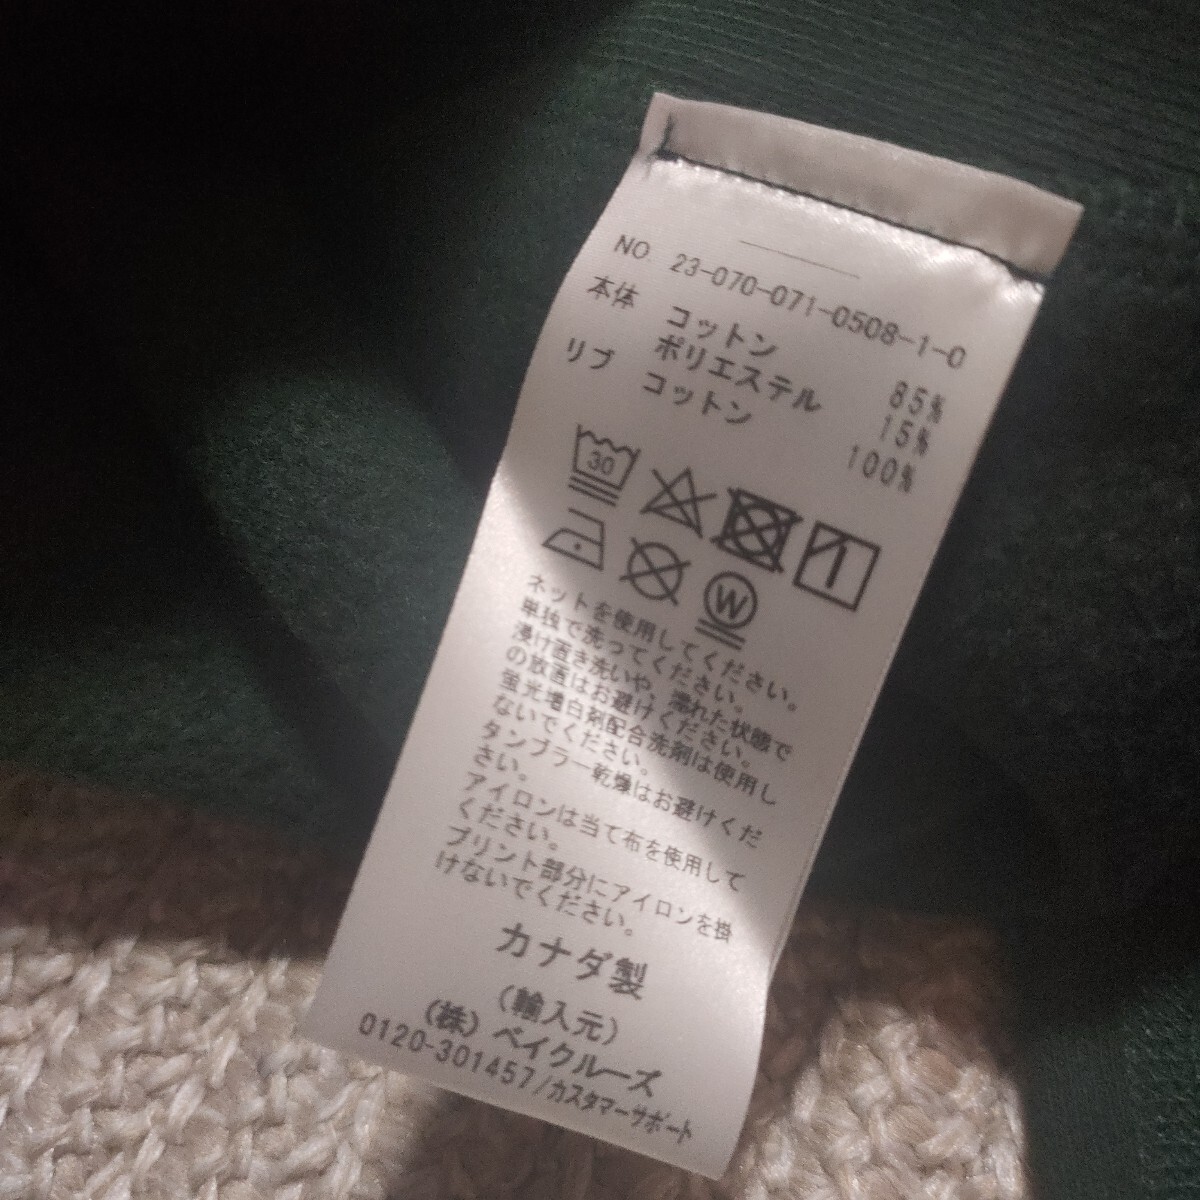 NO. 23-070-071-0508-1-0
本体 コットン 85%
ポリエステル 15%
リブ コットン 100%
30
W
ネットを使用してください。
単独で洗ってください。
浸け置き洗いや、濡れた状態で
の放置はお避けください。
蛍光増白剤配合洗剤は使用し
ないでください。
タンブラー乾燥はお避けくだ
さい。
アイロンは当て布を使用して
ください。
プリント部分にアイロンを掛
けないでください。
カナダ製
(輸入元)
(株) ベイクルーズ
0120-301457/カスタマーサポート